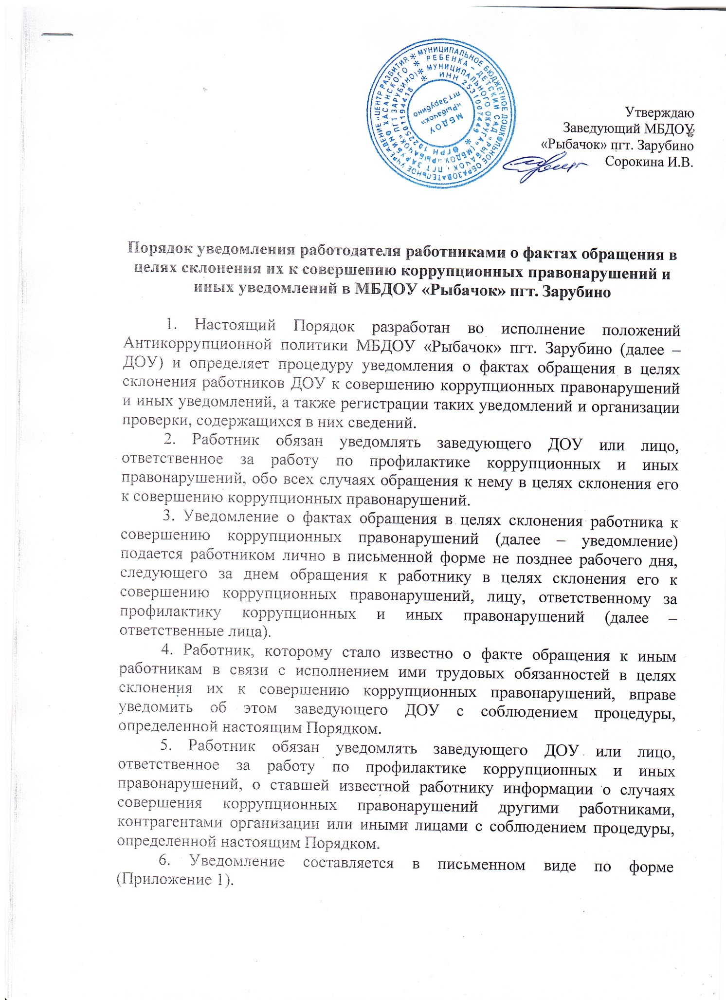 МУНИЦИПАЛЬНОЕ БЮДЖЕТНОЕ ДОШКОЛЬНОЕ ОБРАЗОВАТЕЛЬНОЕ УЧРЕЖДЕНИЕ «ЦЕНТР РАЗВИТИЯ
РЕБЕНКА – ДЕТСКИЙ САД «РЫБАЧОК» ПГТ ЗАРУБИНО ХАСАНСКОГО
МУНИЦИПАЛЬНОГО ОКРУГА» (МБДОУ «РЫБАЧОК» ПГТ ЗАРУБИНО)
ИНН 2531007449 ОГРН 1022501194418
МБДОУ
«Рыбачок»
пгт Зарубино
Утверждаю
Заведующий МБДОУ
«Рыбачок» пгт. Зарубино
Сорокина И.В.
Порядок уведомления работодателя работниками о фактах обращения в
целях склонения их к совершению коррупционных правонарушений и
иных уведомлений в МБДОУ «Рыбачок» пгт. Зарубино
1. Настоящий Порядок разработан во исполнение положений
Антикоррупционной политики МБДОУ «Рыбачок» пгт. Зарубино (далее –
ДОУ) и определяет процедуру уведомления о фактах обращения в целях
склонения работников ДОУ к совершению коррупционных правонарушений
и иных уведомлений, а также регистрации таких уведомлений и организации
проверки, содержащихся в них сведений.
2. Работник обязан уведомлять заведующего ДОУ или лицо,
ответственное за работу по профилактике коррупционных и иных
правонарушений, обо всех случаях обращения к нему в целях склонения его
к совершению коррупционных правонарушений.
3. Уведомление о фактах обращения в целях склонения работника к
совершению коррупционных правонарушений (далее – уведомление)
подается работником лично в письменной форме не позднее рабочего дня,
следующего за днем обращения к работнику в целях склонения его к
совершению коррупционных правонарушений, лицу, ответственному за
профилактику коррупционных и иных правонарушений (далее –
ответственные лица).
4. Работник, которому стало известно о факте обращения к иным
работникам в связи с исполнением ими трудовых обязанностей в целях
склонения их к совершению коррупционных правонарушений, вправе
уведомить об этом заведующего ДОУ с соблюдением процедуры,
определенной настоящим Порядком.
5. Работник обязан уведомлять заведующего ДОУ или лицо,
ответственное за работу по профилактике коррупционных и иных
правонарушений, о ставшей известной работнику информации о случаях
совершения коррупционных правонарушений другими работниками,
контрагентами организации или иными лицами с соблюдением процедуры,
определенной настоящим Порядком.
6. Уведомление составляется в письменном виде по форме
(Приложение 1).